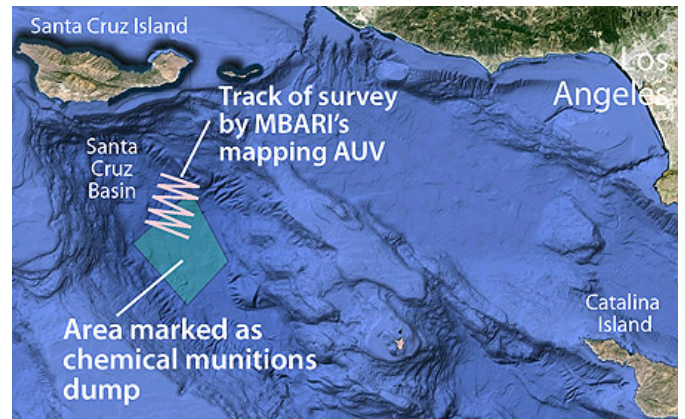 Santa Cruz Island
Los
Angeles
Track of survey
by MBARI's
mapping AUV
Santa
Cruz
Basin
Catalina
Island
Area marked as
chemical munitions
dump